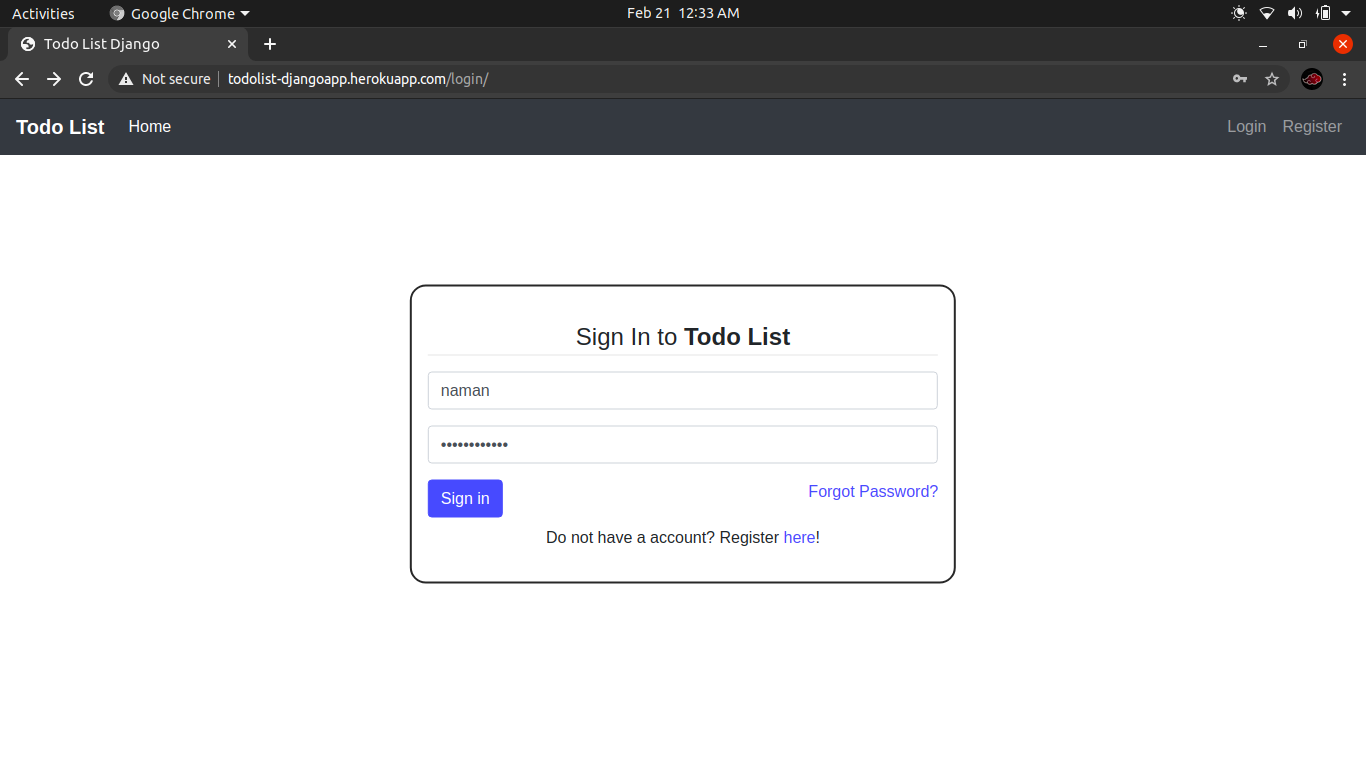 Activities Google Chrome Feb 21 12:33 AM
Todo List Django
Not secure todolist-djangoapp.herokuapp.com/login/
Todo List Home Login Register
Sign In to Todo List
naman
••••••••••••
Sign in Forgot Password?
Do not have a account? Register here!